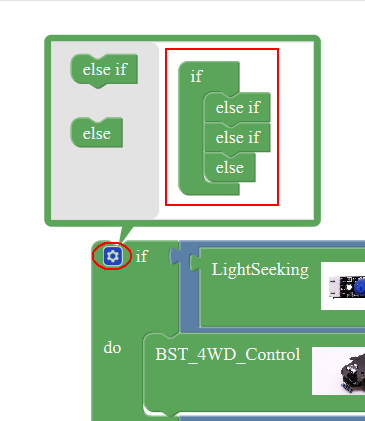 else if
if
else if
else
else if
else
if
LightSeeking
do
BST_4WD_Control